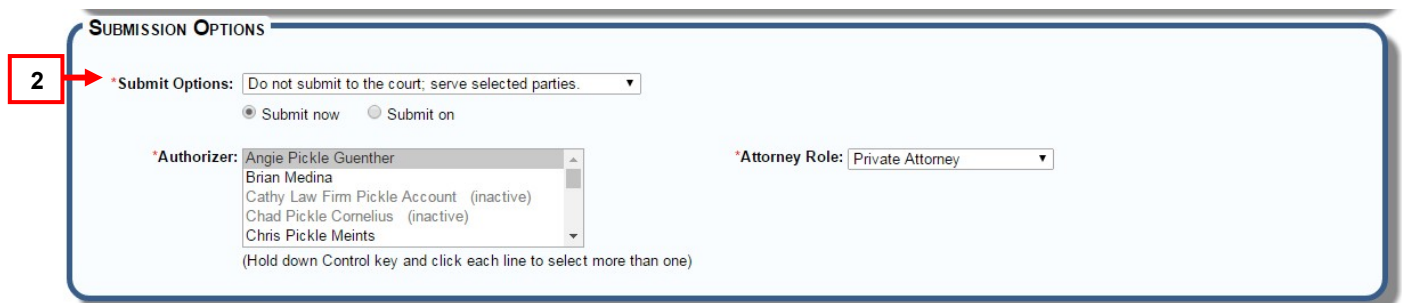 SUBMISSION OPTIONS
2
*Submit Options: Do not submit to the court; serve selected parties.
Submit now Submit on
*Authorizer: Angie Pickle Guenther *Attorney Role: Private Attorney
Brian Medina
Cathy Law Firm Pickle Account (inactive)
Chad Pickle Cornelius (inactive)
Chris Pickle Meints
(Hold down Control key and click each line to select more than one)